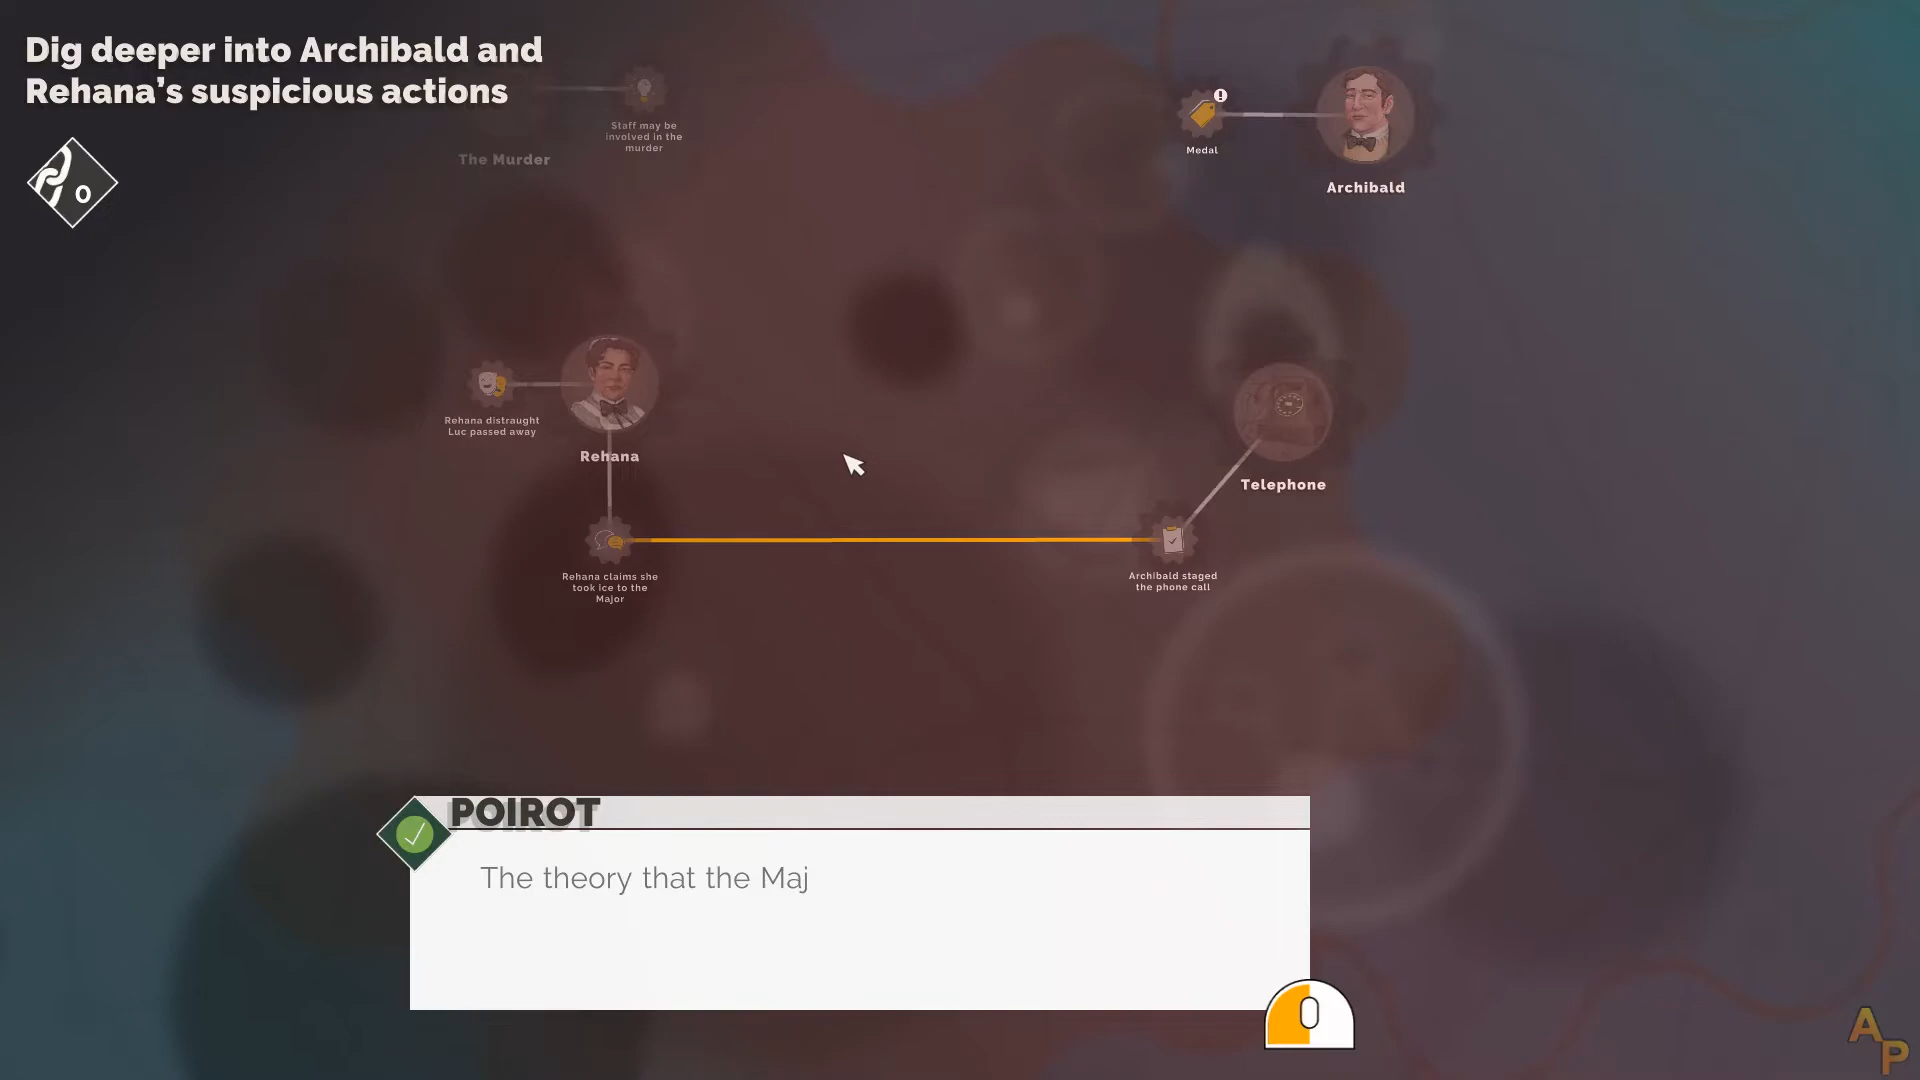 Dig deeper into Archibald and
Rehana's suspicious actions
0
Staff may be
involved in the
murder
The Murder
Medal
Archibald
Rehana distraught
Luc passed away
Rehana
Telephone
Rehana claims she
took ice to the
Major
Archibald staged
the phone call
POIROT
The theory that the Maj
A
P